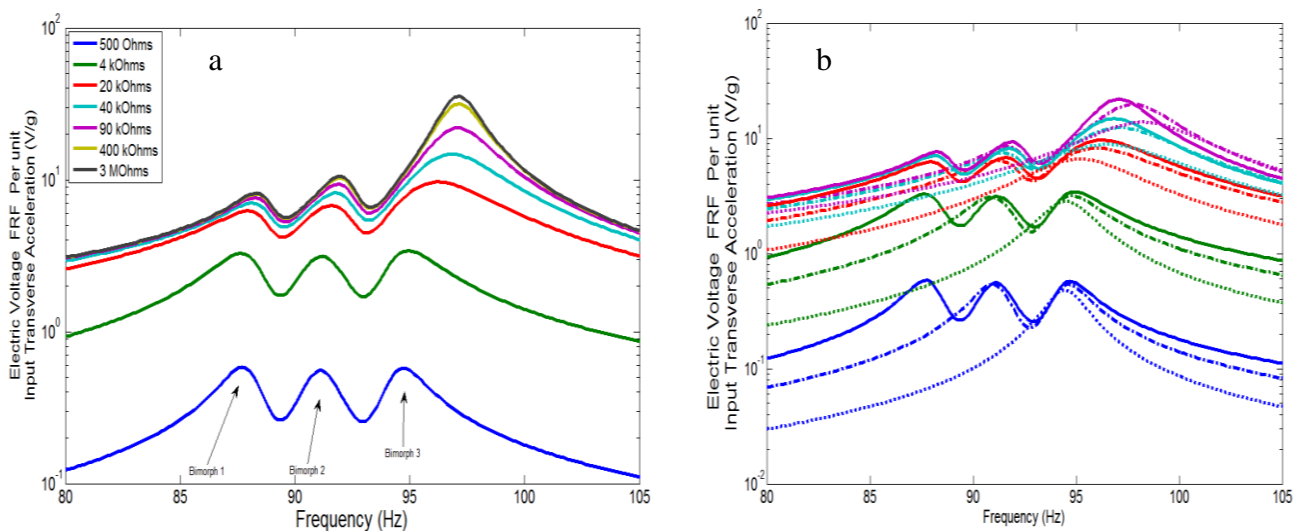 a
500 Ohms
4 kOhms
20 kOhms
40 kOhms
90 kOhms
400 kOhms
3 MOhms
Electric Voltage FRF Per unit
Input Transverse Acceleration (V/g)
10^2
10^1
10^0
10^-1
Bimorph 1
Bimorph 2
Bimorph 3
80
85
90
95
100
105
Frequency (Hz)
b
Electric Voltage FRF Per unit
Input Transverse Acceleration (V/g)
10^2
10^1
10^0
10^-1
10^-2
80
85
90
95
100
105
Frequency (Hz)